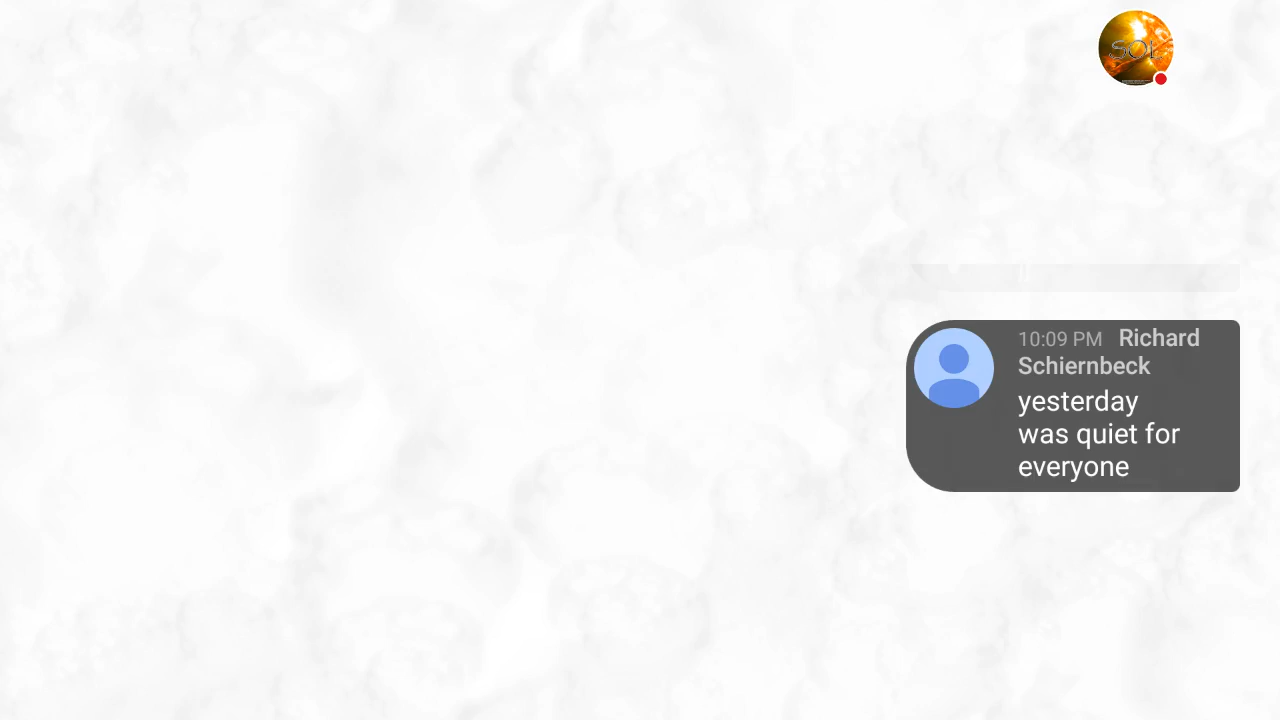 SOL
10:09 PM Richard
Schiernbeck
yesterday
was quiet for
everyone